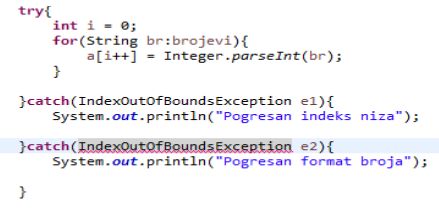 try{
int i = 0;
for(String br:brojevi){
a[i++] = Integer.parseInt(br);
}
}catch(IndexOutOfBoundsException e1){
System.out.println("Pogresan indeks niza");
}catch(IndexOutOfBoundsException e2){
System.out.println("Pogresan format broja");
}